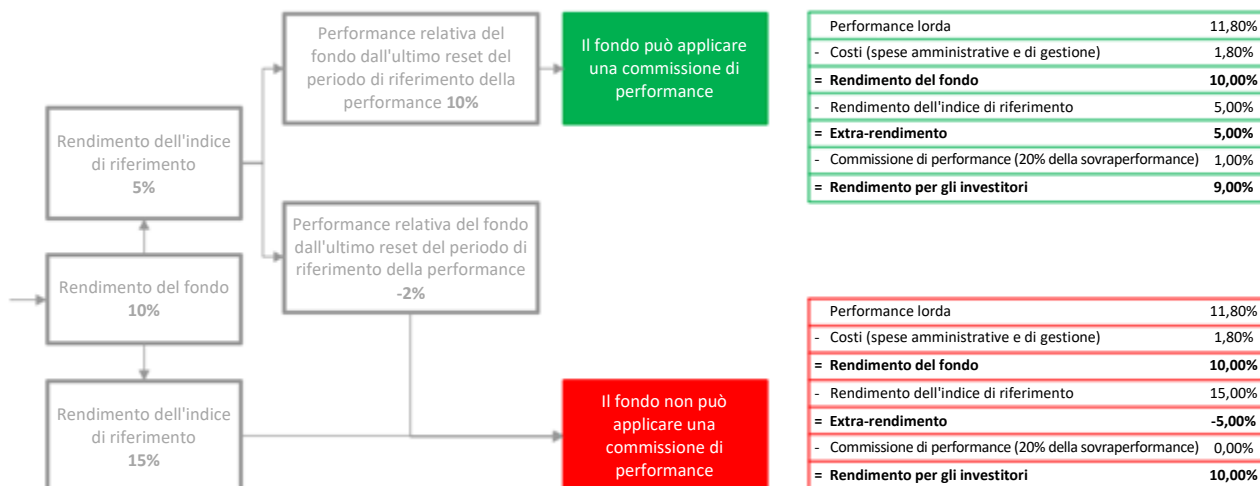 Performance relativa del
fondo dall'ultimo reset del
periodo di riferimento della
performance 10%
Il fondo può applicare
una commissione di
performance
Rendimento dell'indice
di riferimento
5%
Performance relativa del fondo
dall'ultimo reset del periodo di
riferimento della performance
-2%
Rendimento del fondo
10%
Rendimento dell'indice
di riferimento
15%
Il fondo non può
applicare una
commissione di
performance
Performance lorda 11,80%
- Costi (spese amministrative e di gestione) 1,80%
= Rendimento del fondo 10,00%
- Rendimento dell'indice di riferimento 5,00%
= Extra-rendimento 5,00%
- Commissione di performance (20% della sovraperformance) 1,00%
= Rendimento per gli investitori 9,00%
Performance lorda 11,80%
- Costi (spese amministrative e di gestione) 1,80%
= Rendimento del fondo 10,00%
- Rendimento dell'indice di riferimento 15,00%
= Extra-rendimento -5,00%
- Commissione di performance (20% della sovraperformance) 0,00%
= Rendimento per gli investitori 10,00%